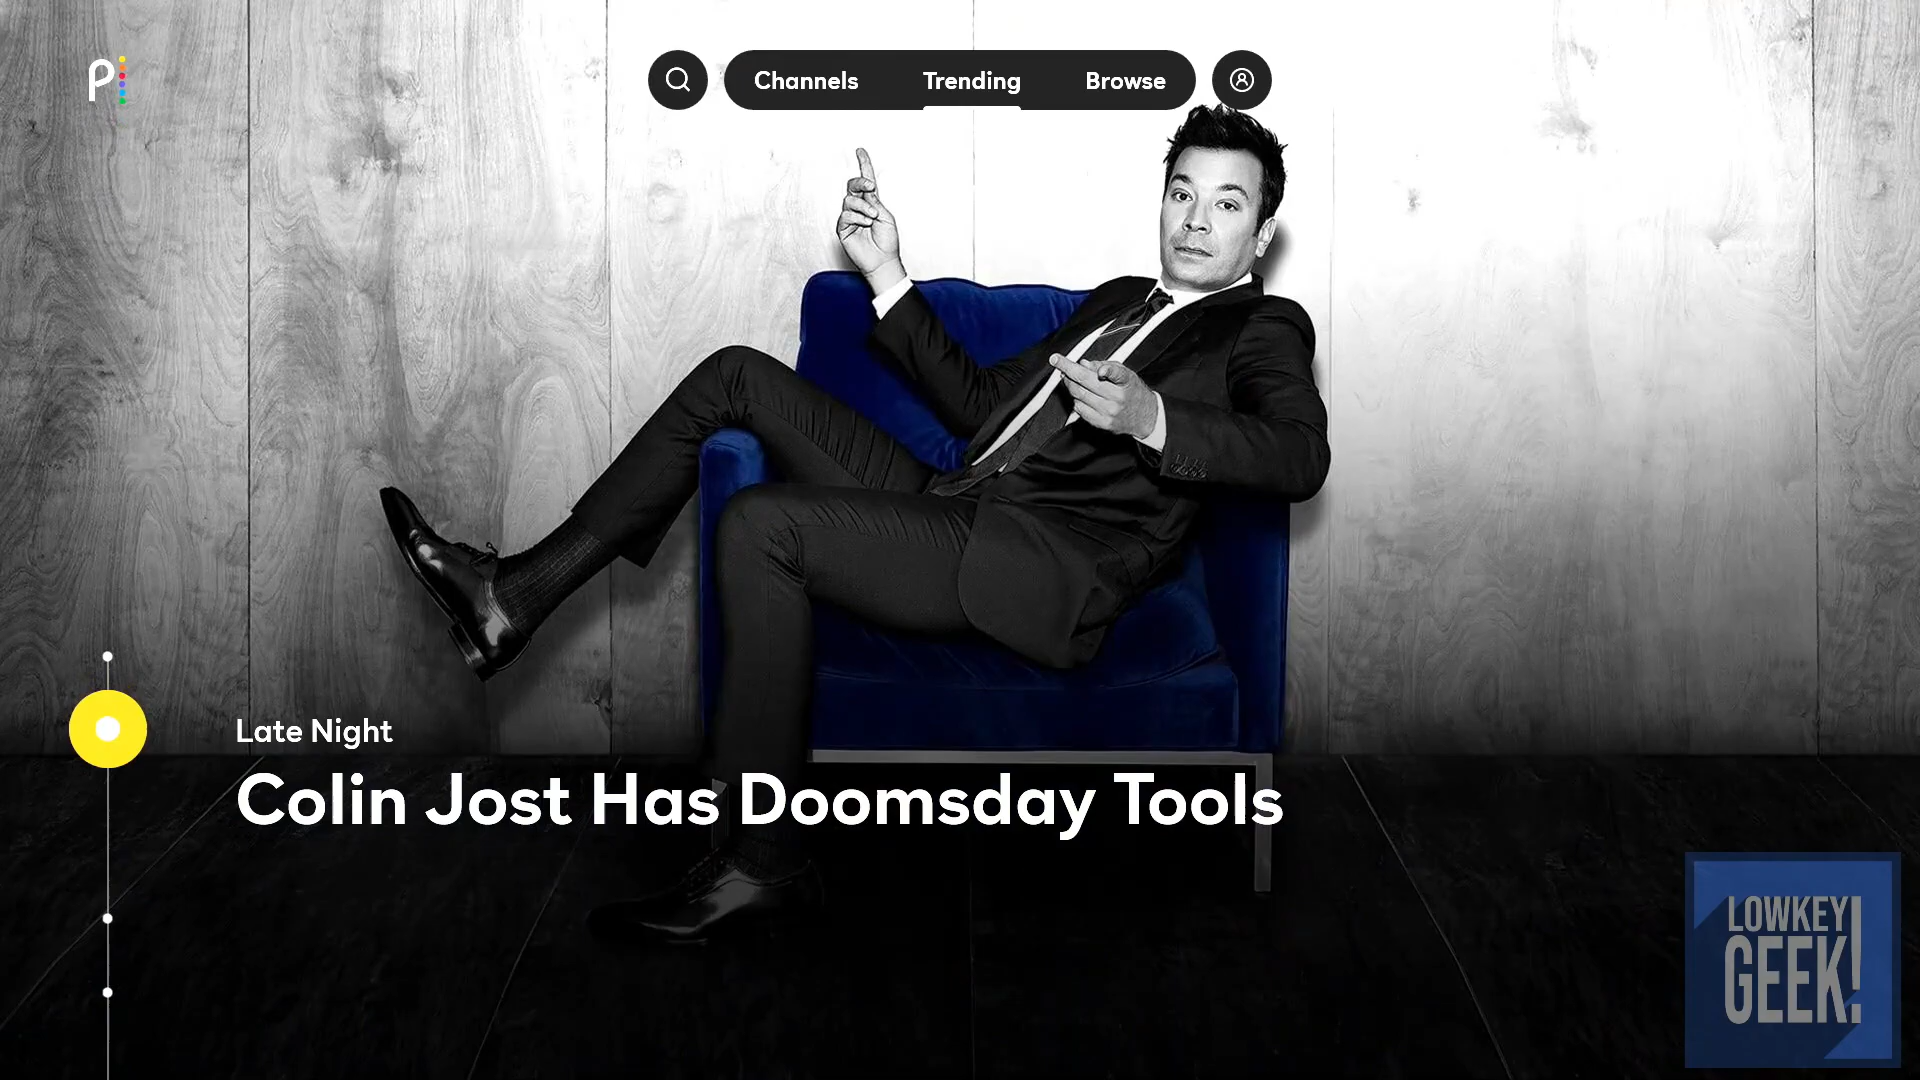 P
Channels
Trending
Browse
Late Night
Colin Jost Has Doomsday Tools
LOWKEY
GEEK!